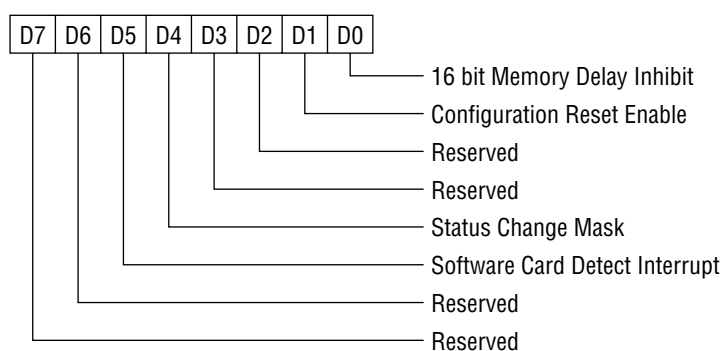 D7 D6 D5 D4 D3 D2 D1 D0
16 bit Memory Delay Inhibit
Configuration Reset Enable
Reserved
Reserved
Status Change Mask
Software Card Detect Interrupt
Reserved
Reserved